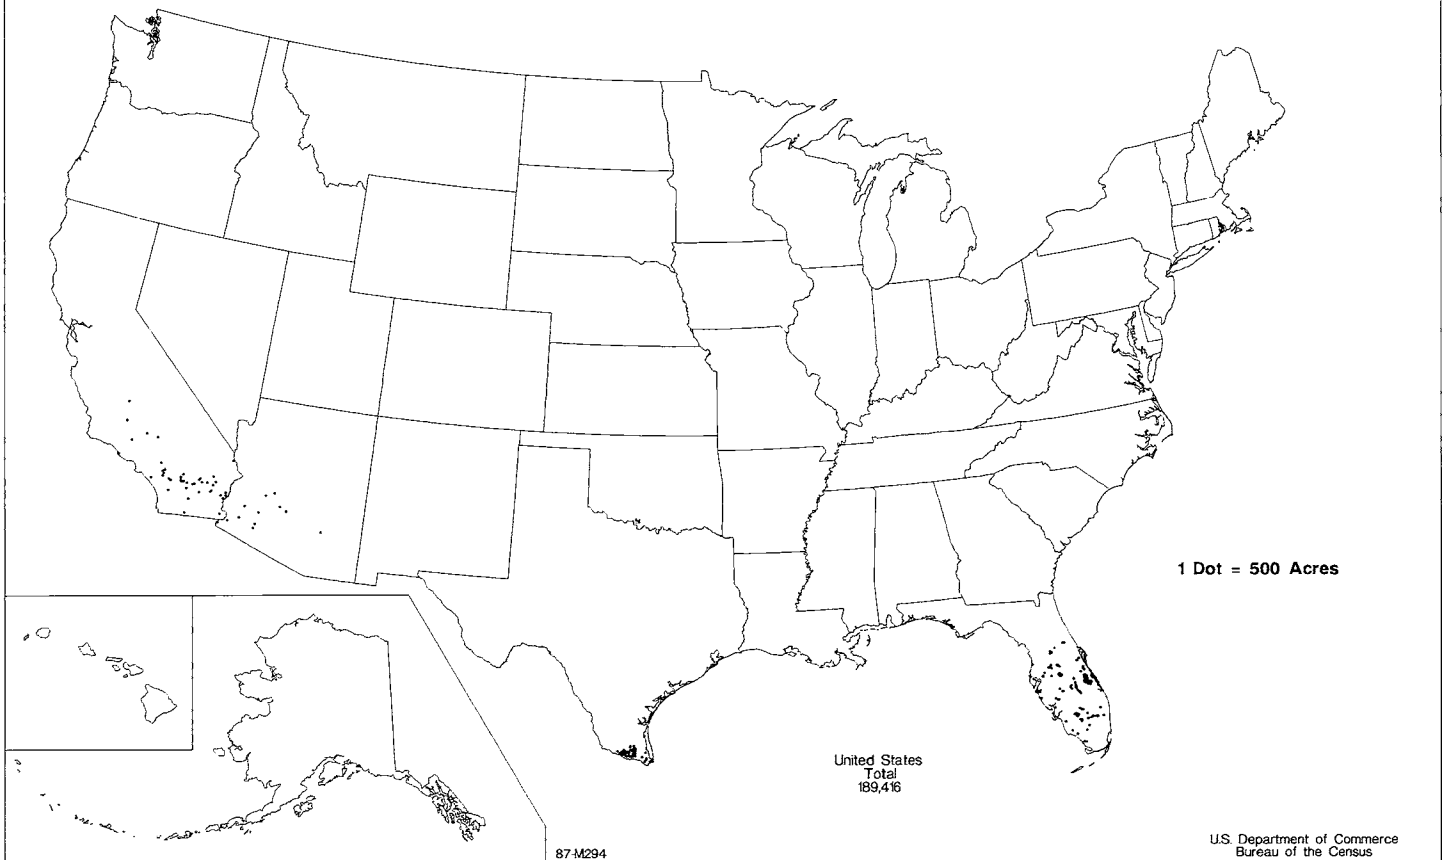 1 Dot = 500 Acres
United States
Total
189,416
87-M294
U.S. Department of Commerce
Bureau of the Census